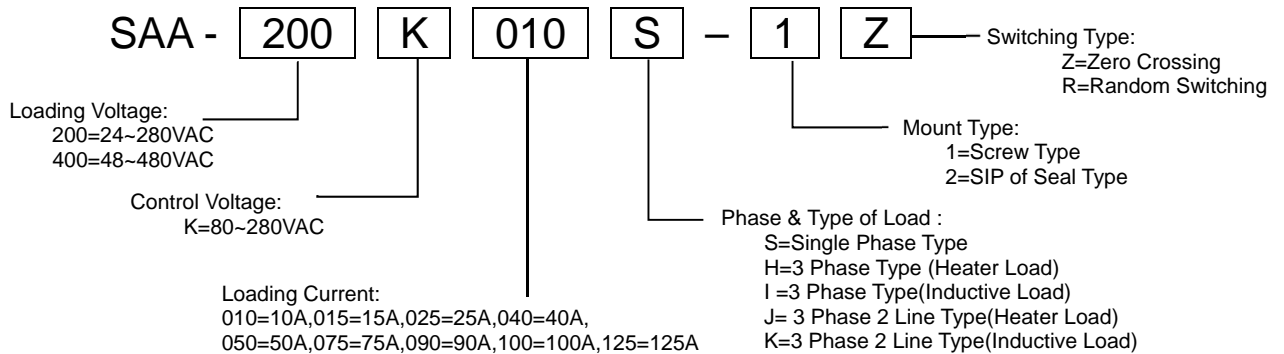 SAA - 200 K 010 S – 1 Z
Switching Type:
Z=Zero Crossing
R=Random Switching
Loading Voltage:
200=24~280VAC
400=48~480VAC
Mount Type:
1=Screw Type
2=SIP of Seal Type
Control Voltage:
K=80~280VAC
Phase & Type of Load :
S=Single Phase Type
H=3 Phase Type (Heater Load)
I =3 Phase Type(Inductive Load)
J= 3 Phase 2 Line Type(Heater Load)
K=3 Phase 2 Line Type(Inductive Load)
Loading Current:
010=10A,015=15A,025=25A,040=40A,
050=50A,075=75A,090=90A,100=100A,125=125A